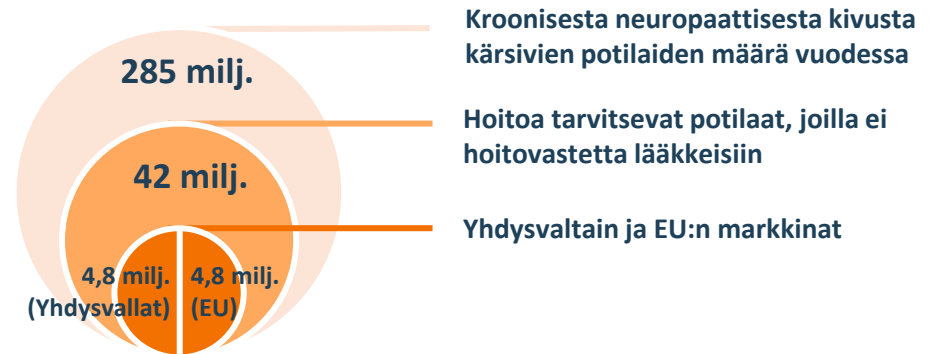 285 milj.
Kroonisesta neuropaattisesta kivusta
kärsivien potilaiden määrä vuodessa
42 milj.
Hoitoa tarvitsevat potilaat, joilla ei
hoitovastetta lääkkeisiin
Yhdysvaltain ja EU:n markkinat
4,8 milj.
(Yhdysvallat)
4,8 milj.
(EU)